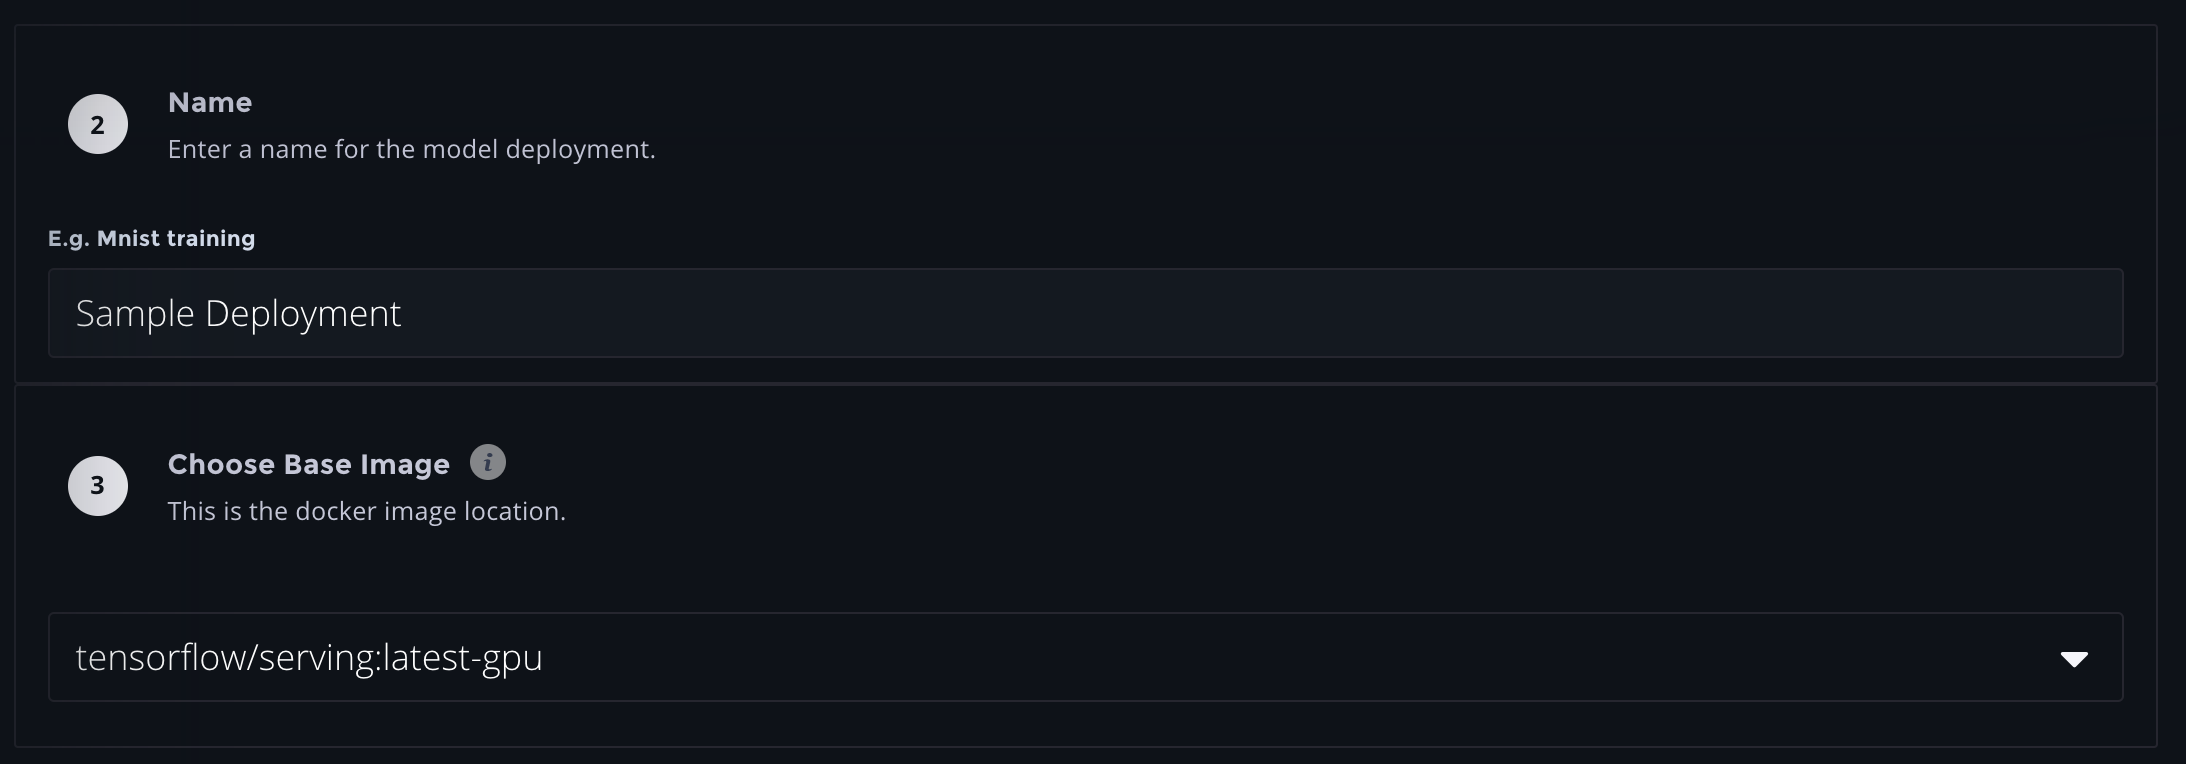 2
Name
Enter a name for the model deployment.
E.g. Mnist training
Sample Deployment
3
Choose Base Image i
This is the docker image location.
tensorflow/serving:latest-gpu